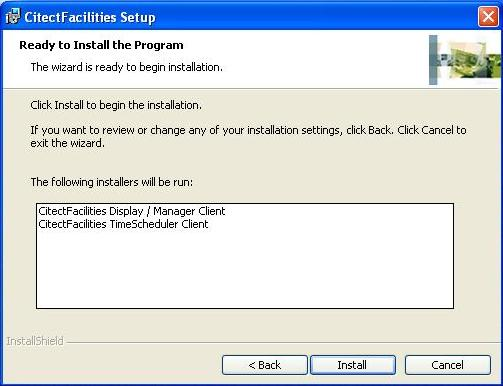 CitectFacilities Setup
Ready to Install the Program
The wizard is ready to begin installation.
Click Install to begin the installation.
If you want to review or change any of your installation settings, click Back. Click Cancel to
exit the wizard.
The following installers will be run:
CitectFacilities Display / Manager Client
CitectFacilities TimeScheduler Client
InstallShield
< Back
Install
Cancel